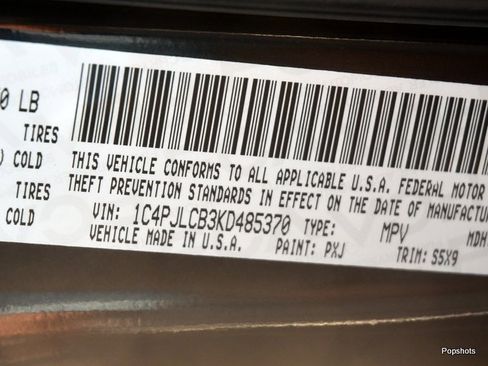 0 LB
TIRES
) COLD
TIRES
COLD
THIS VEHICLE CONFORMS TO ALL APPLICABLE U.S.A. FEDERAL MOTOR
THEFT PREVENTION STANDARDS IN EFFECT ON THE DATE OF MANUFACTU
VIN: 1C4PJLCB3KD485370 TYPE: MPV MDH
VEHICLE MADE IN U.S.A. PAINT: PXJ TRIM: S5X9
Popshots